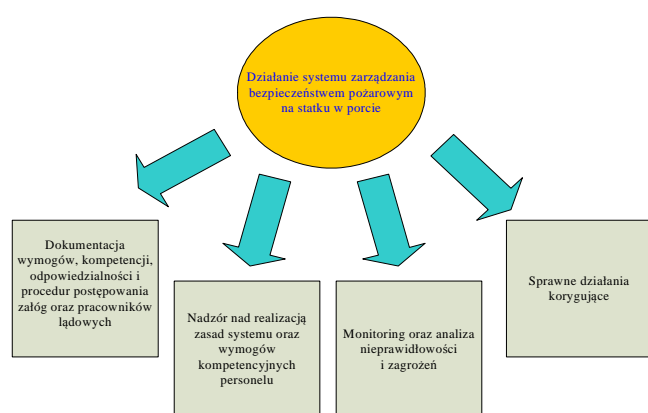 Działanie systemu zarządzania
bezpieczeństwem pożarowym
na statku w porcie
Dokumentacja
wymogów, kompetencji,
odpowiedzialności i
procedur postępowania
załóg oraz pracowników
lądowych
Nadzór nad realizacją
zasad systemu oraz
wymogów
kompetencyjnych
personelu
Monitoring oraz analiza
nieprawidłowości
i zagrożeń
Sprawne działania
korygujące